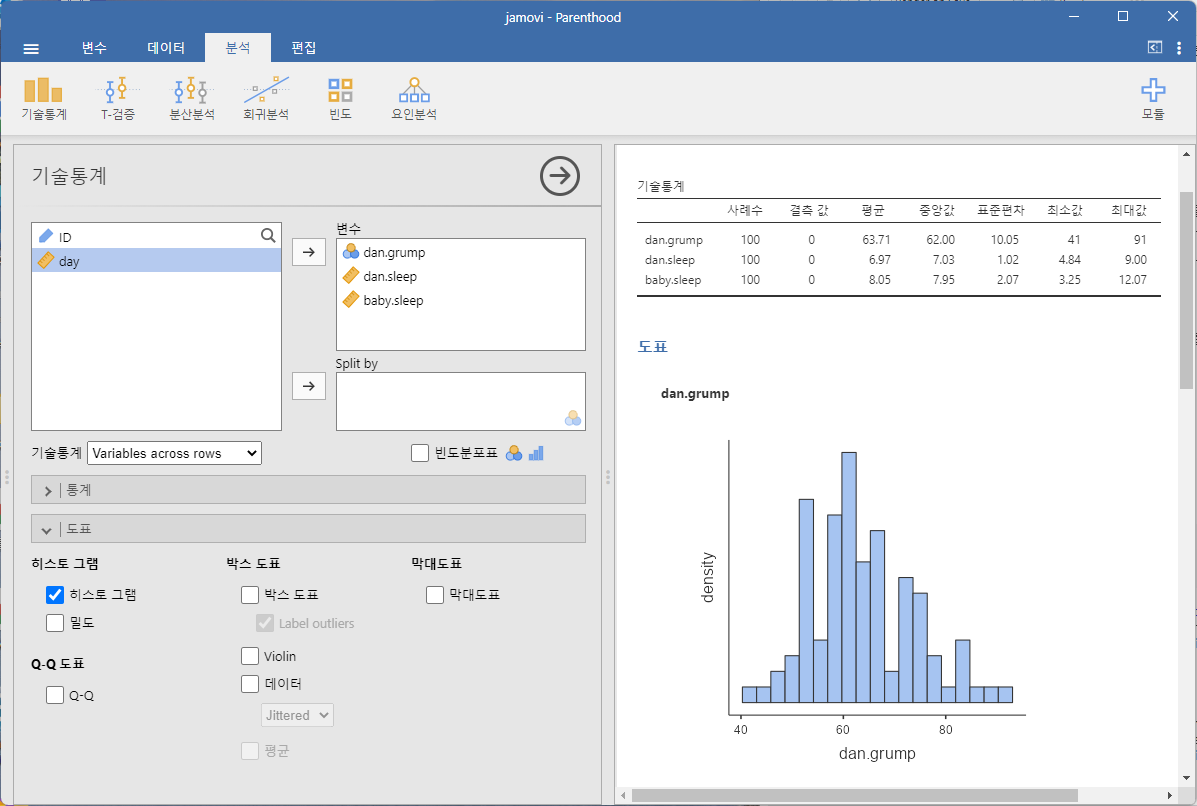 jamovi - Parenthood
변수 데이터 분석 편집
기술통계 T-검증 분산분석 회귀분석 빈도 요인분석 모듈
기술통계
ID
day
변수
dan.grump
dan.sleep
baby.sleep
Split by
기술통계 Variables across rows 빈도분포표
통계
도표
히스토 그램 박스 도표 막대도표
히스토 그램 박스 도표 막대도표
밀도 Label outliers
Violin
Q-Q 도표
데이터
Q-Q
Jittered
평균
기술통계
사례수 결측 값 평균 중앙값 표준편차 최소값 최대값
dan.grump 100 0 63.71 62.00 10.05 41 91
dan.sleep 100 0 6.97 7.03 1.02 4.84 9.00
baby.sleep 100 0 8.05 7.95 2.07 3.25 12.07
도표
dan.grump
density
40 60 80
dan.grump